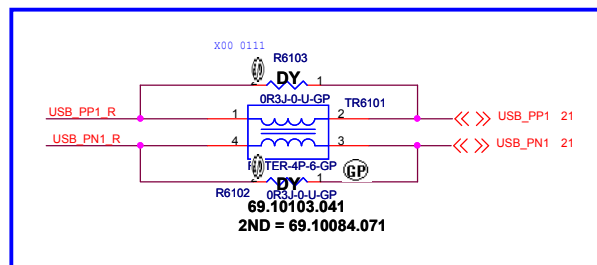 X00 0111
R6103
2 DY 1
0R3J-0-U-GP
TR6101
USB_PP1_R
1
2
USB_PP1 21
USB_PN1_R
4
3
USB_PN1 21
TER-4P-6-GP
GP
DY 1
R6102
0R3J-0-U-GP
69.10103.041
2ND = 69.10084.071